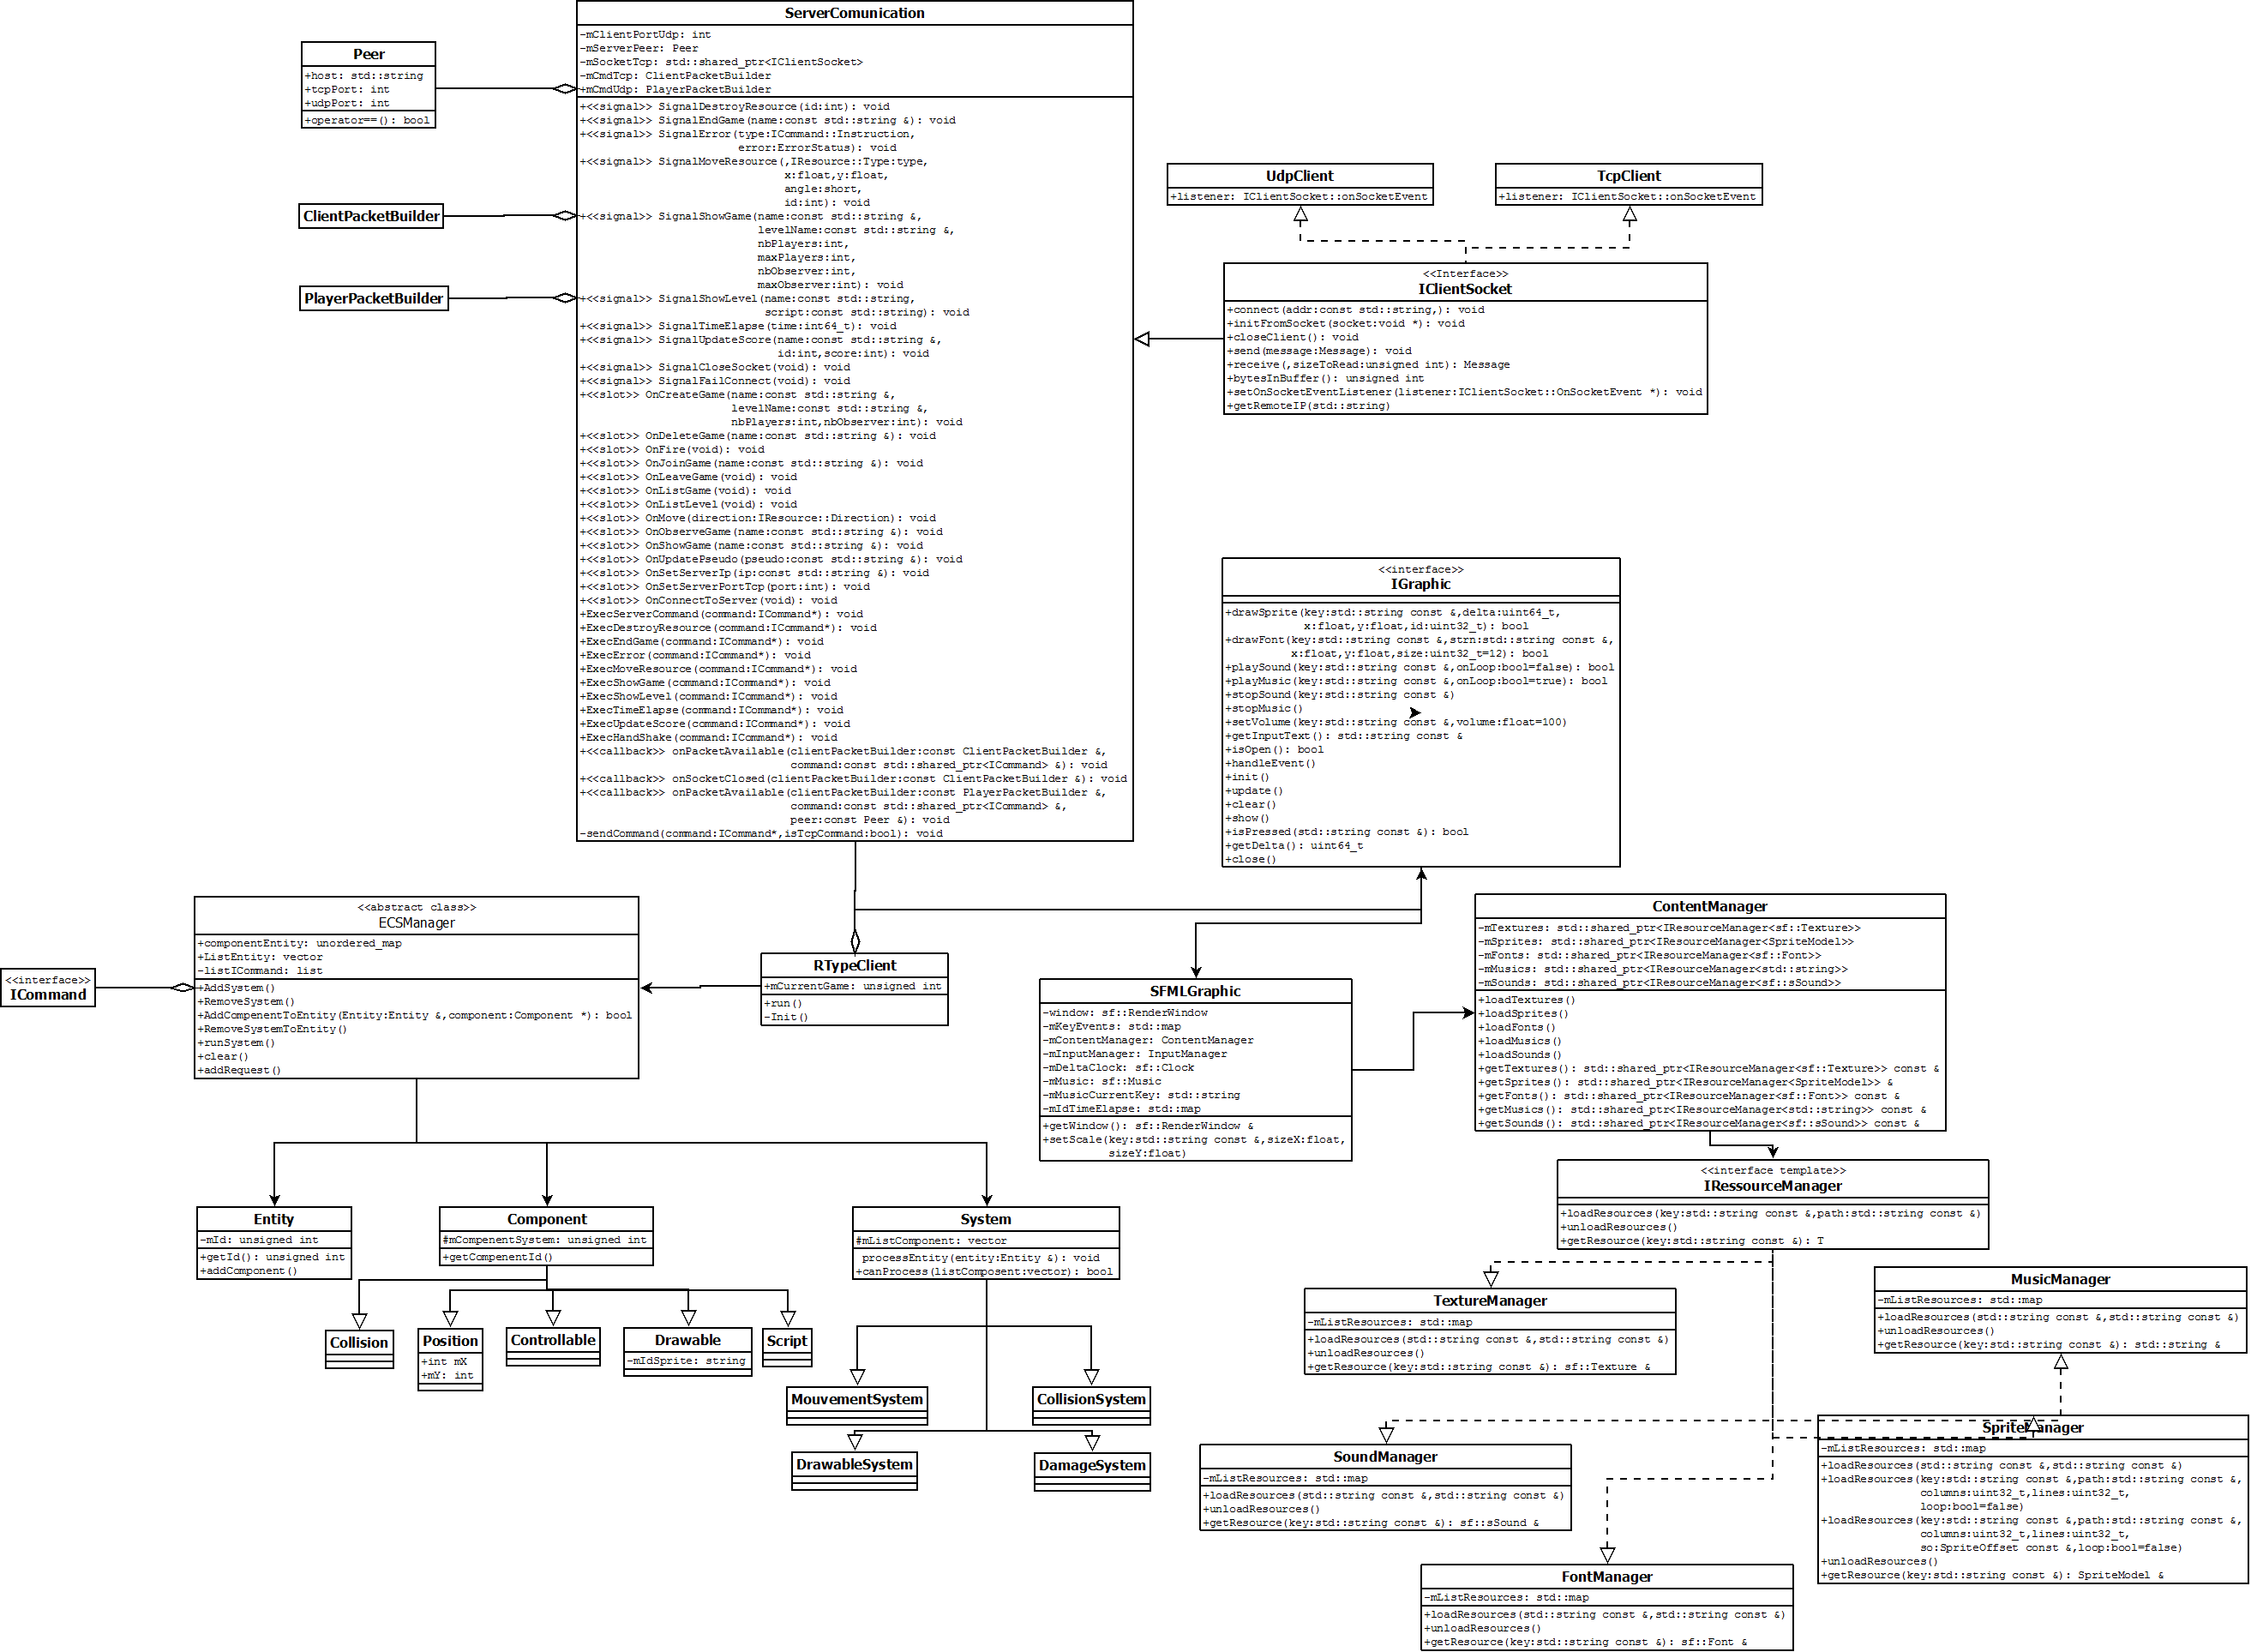 ServerComunication
-mClientPortUdp: int
-mServerPeer: Peer
-mSocketTcp: std::shared_ptr<IClientSocket>
-mCmdTcp: ClientPacketBuilder
+mCmdUdp: PlayerPacketBuilder
+<<signal>> SignalDestroyResource(id:int): void
+<<signal>> SignalEndGame(name:const std::string &): void
+<<signal>> SignalError(type:ICommand::Instruction,
error:ErrorStatus): void
+<<signal>> SignalMoveResource(,IResource::Type:type,
x:float,y:float,
angle:short,
id:int): void
+<<signal>> SignalShowGame(name:const std::string &,
levelName:const std::string &,
nbPlayers:int,
maxPlayers:int,
nbObserver:int,
maxObserver:int): void
+<<signal>> SignalShowLevel(name:const std::string,
script:const std::string): void
+<<signal>> SignalTimeElapse(time:int64_t): void
+<<signal>> SignalUpdateScore(name:const std::string &,
id:int,score:int): void
+<<signal>> SignalCloseSocket(void): void
+<<signal>> SignalFailConnect(void): void
+<<slot>> OnCreateGame(name:const std::string &,
levelName:const std::string &,
nbPlayers:int,nbObserver:int): void
+<<slot>> OnDeleteGame(name:const std::string &): void
+<<slot>> OnFire(void): void
+<<slot>> OnJoinGame(name:const std::string &): void
+<<slot>> OnLeaveGame(void): void
+<<slot>> OnListGame(void): void
+<<slot>> OnListLevel(void): void
+<<slot>> OnMove(direction:IResource::Direction): void
+<<slot>> OnObserveGame(name:const std::string &): void
+<<slot>> OnShowGame(name:const std::string &): void
+<<slot>> OnUpdatePseudo(pseudo:const std::string &): void
+<<slot>> OnSetServerIp(ip:const std::string &): void
+<<slot>> OnSetServerPortTcp(port:int): void
+<<slot>> OnConnectToServer(void): void
+ExecServerCommand(command:ICommand*): void
+ExecDestroyResource(command:ICommand*): void
+ExecEndGame(command:ICommand*): void
+ExecError(command:ICommand*): void
+ExecMoveResource(command:ICommand*): void
+ExecShowGame(command:ICommand*): void
+ExecShowLevel(command:ICommand*): void
+ExecTimeElapse(command:ICommand*): void
+ExecUpdateScore(command:ICommand*): void
+ExecHandShake(command:ICommand*): void
+<<callback>> onPacketAvailable(clientPacketBuilder:const ClientPacketBuilder &,
command:const std::shared_ptr<ICommand> &): void
+<<callback>> onSocketClosed(clientPacketBuilder:const ClientPacketBuilder &): void
+<<callback>> onPacketAvailable(clientPacketBuilder:const PlayerPacketBuilder &,
command:const std::shared_ptr<ICommand> &,
peer:const Peer &): void
-sendCommand(command:ICommand*,isTcpCommand:bool): void
Peer
+host: std::string
+tcpPort: int
+udpPort: int
+operator==(): bool
ClientPacketBuilder
PlayerPacketBuilder
UdpClient
+listener: IClientSocket::onSocketEvent
TcpClient
+listener: IClientSocket::onSocketEvent
<<Interface>>
IClientSocket
+connect(addr:const std::string,): void
+initFromSocket(socket:void *): void
+closeClient(): void
+send(message:Message): void
+receive(,sizeToRead:unsigned int): Message
+bytesInBuffer(): unsigned int
+setOnSocketEventListener(listener:IClientSocket::OnSocketEvent *): void
+getRemoteIP(std::string)
<<interface>>
IGraphic
+drawSprite(key:std::string const &,delta:uint64_t,
x:float,y:float,id:uint32_t): bool
+drawFont(key:std::string const &,strn:std::string const &,
x:float,y:float,size:uint32_t=12): bool
+playSound(key:std::string const &,onLoop:bool=false): bool
+playMusic(key:std::string const &,onLoop:bool=true): bool
+stopSound(key:std::string const &)
+stopMusic()
+setVolume(key:std::string const &,volume:float=100)
+getInputText(): std::string const &
+isOpen(): bool
+handleEvent()
+init()
+update()
+clear()
+show()
+isPressed(std::string const &): bool
+getDelta(): uint64_t
+close()
<<abstract class>>
ECSManager
+componentEntity: unordered_map
+ListEntity: vector
-listICommand: list
+AddSystem()
+RemoveSystem()
+AddCompenentToEntity(Entity:Entity &,component:Component *): bool
+RemoveSystemToEntity()
+runSystem()
+clear()
+addRequest()
<<interface>>
ICommand
RTypeClient
+mCurrentGame: unsigned int
+run()
-Init()
SFMLGraphic
-window: sf::RenderWindow
-mKeyEvents: std::map
-mContentManager: ContentManager
-mInputManager: InputManager
-mDeltaClock: sf::Clock
-mMusic: sf::Music
-mMusicCurrentKey: std::string
-mIdTimeElapse: std::map
+getWindow(): sf::RenderWindow &
+setScale(key:std::string const &,sizeX:float,
sizeY:float)
ContentManager
-mTextures: std::shared_ptr<IResourceManager<sf::Texture>>
-mSprites: std::shared_ptr<IResourceManager<SpriteModel>>
-mFonts: std::shared_ptr<IResourceManager<sf::Font>>
-mMusics: std::shared_ptr<IResourceManager<std::string>>
-mSounds: std::shared_ptr<IResourceManager<sf::sSound>>
+loadTextures()
+loadSprites()
+loadFonts()
+loadMusics()
+loadSounds()
+getTextures(): std::shared_ptr<IResourceManager<sf::Texture>> const &
+getSprites(): std::shared_ptr<IResourceManager<SpriteModel>> &
+getFonts(): std::shared_ptr<IResourceManager<sf::Font>> const &
+getMusics(): std::shared_ptr<IResourceManager<std::string>> const &
+getSounds(): std::shared_ptr<IResourceManager<sf::sSound>> const &
<<interface template>>
IRessourceManager
+loadResources(key:std::string const &,path:std::string const &)
+unloadResources()
+getResource(key:std::string const &): T
Entity
-mId: unsigned int
+getId(): unsigned int
+addComponent()
Component
#mCompenentSystem: unsigned int
+getCompenentId()
System
#mListComponent: vector
processEntity(entity:Entity &): void
+canProcess(listComponent:vector): bool
Collision
Position
+int mX
+mY: int
Controllable
Drawable
-mIdSprite: string
Script
MouvementSystem
CollisionSystem
DrawableSystem
DamageSystem
TextureManager
-mListResources: std::map
+loadResources(std::string const &,std::string const &)
+unloadResources()
+getResource(key:std::string const &): sf::Texture &
MusicManager
-mListResources: std::map
+loadResources(std::string const &,std::string const &)
+unloadResources()
+getResource(key:std::string const &): std::string &
SoundManager
-mListResources: std::map
+loadResources(std::string const &,std::string const &)
+unloadResources()
+getResource(key:std::string const &): sf::sSound &
SpriteManager
-mListResources: std::map
+loadResources(std::string const &,std::string const &)
+loadResources(key:std::string const &,path:std::string const &,
columns:uint32_t,lines:uint32_t,
loop:bool=false)
+loadResources(key:std::string const &,path:std::string const &,
columns:uint32_t,lines:uint32_t,
so:SpriteOffset const &,loop:bool=false)
+unloadResources()
+getResource(key:std::string const &): SpriteModel &
FontManager
-mListResources: std::map
+loadResources(std::string const &,std::string const &)
+unloadResources()
+getResource(key:std::string const &): sf::Font &